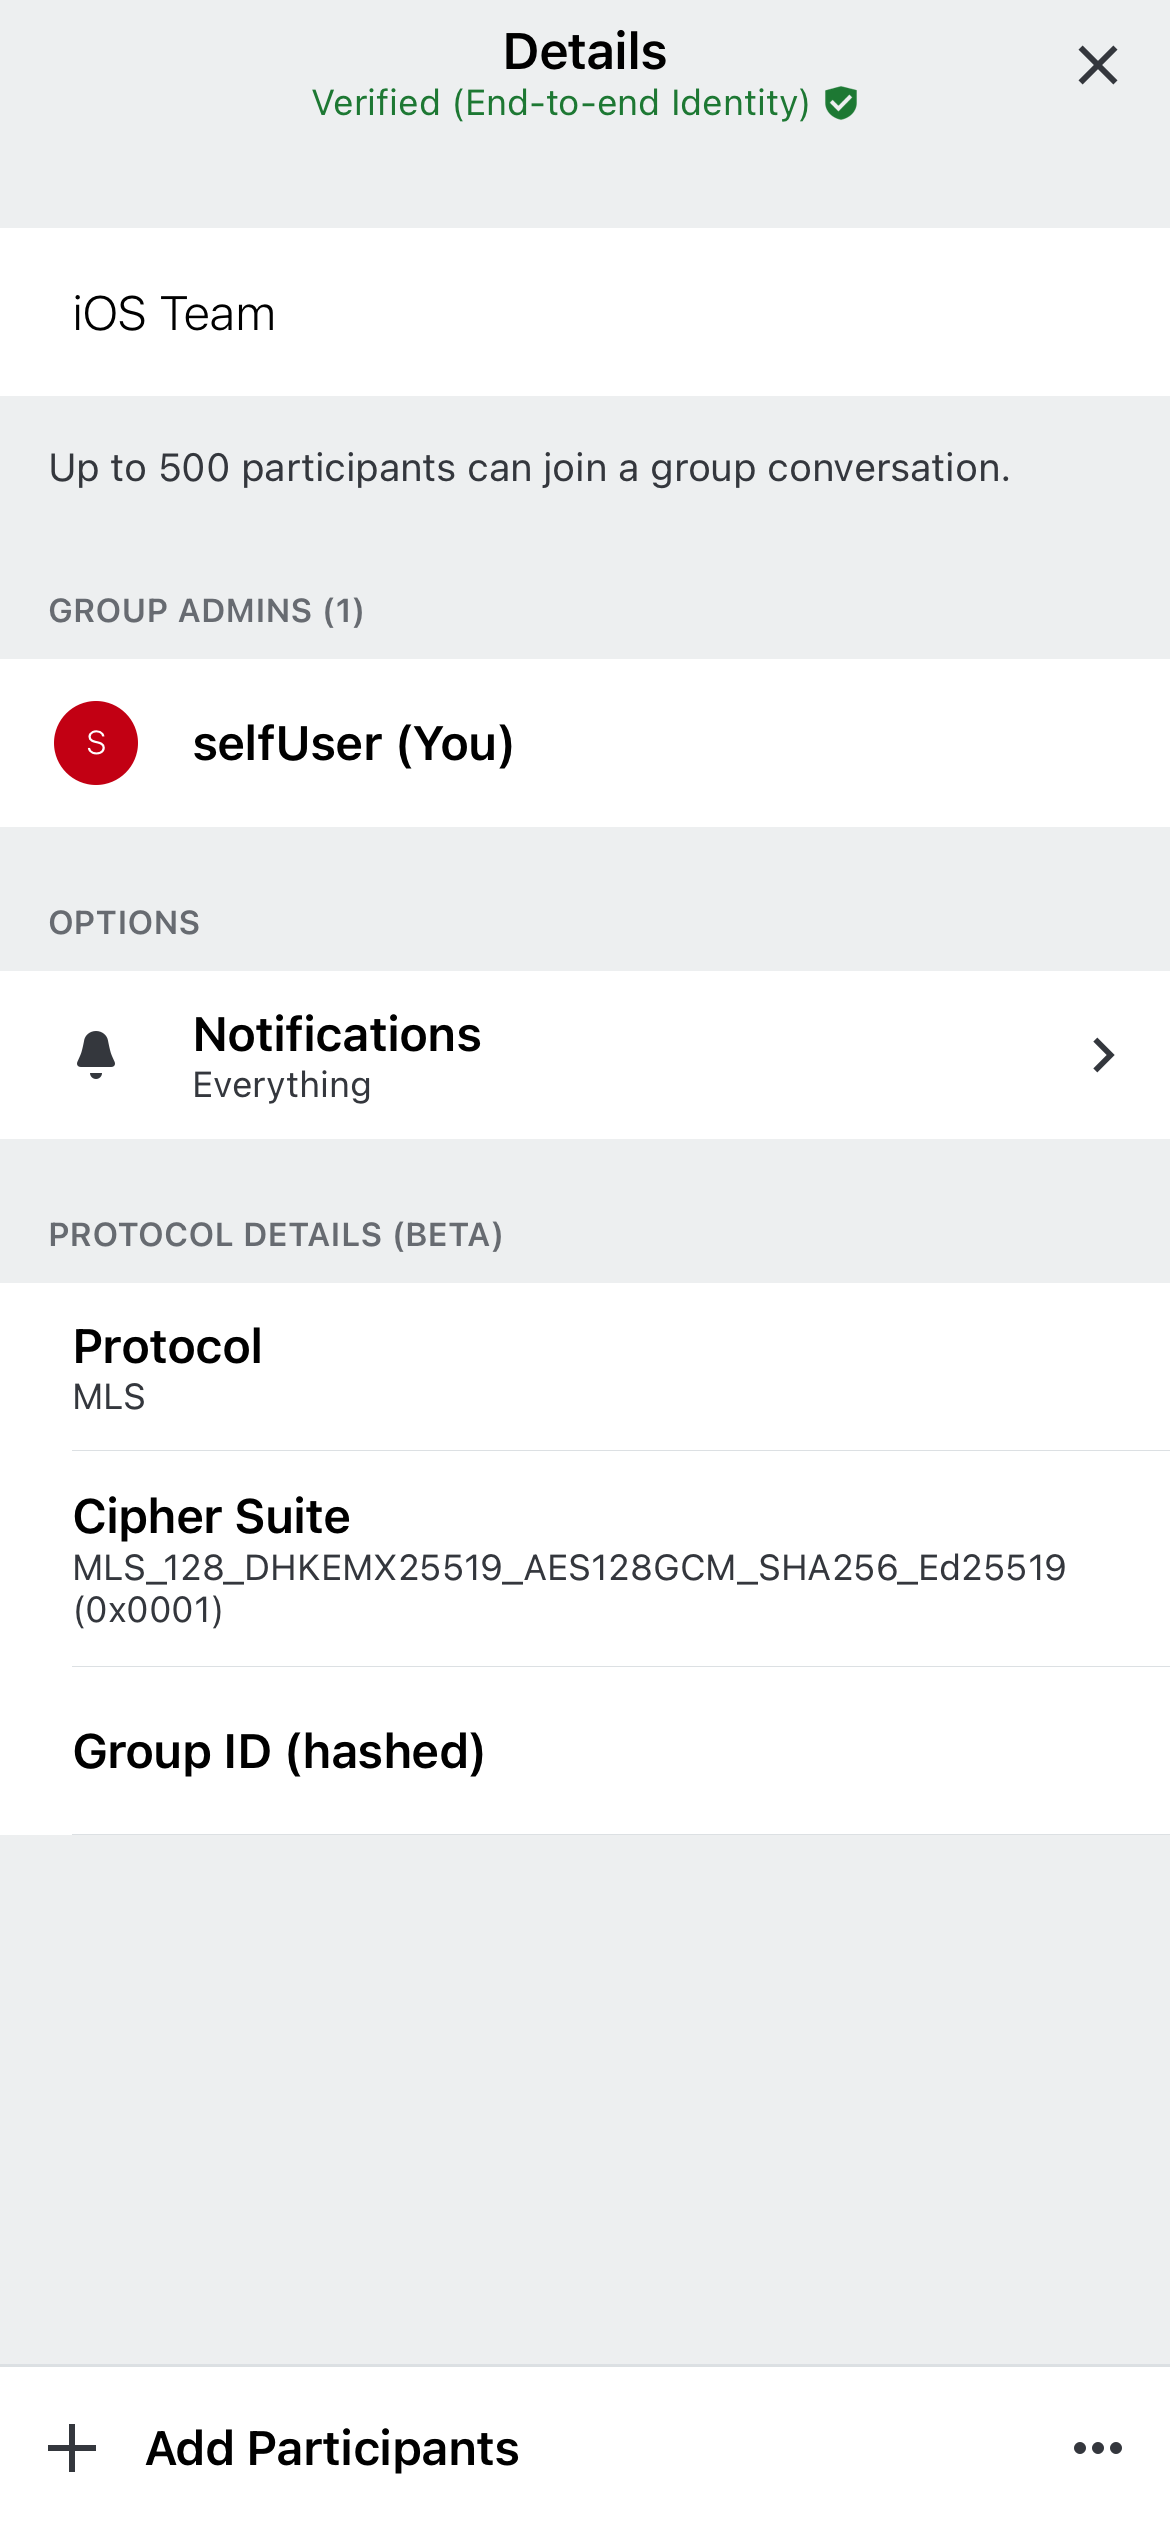 Details
Verified (End-to-end Identity)
iOS Team
Up to 500 participants can join a group conversation.
GROUP ADMINS (1)
S
selfUser (You)
OPTIONS
Notifications
Everything
PROTOCOL DETAILS (BETA)
Protocol
MLS
Cipher Suite
MLS_128_DHKEMX25519_AES128GCM_SHA256_Ed25519
(0x0001)
Group ID (hashed)
Add Participants